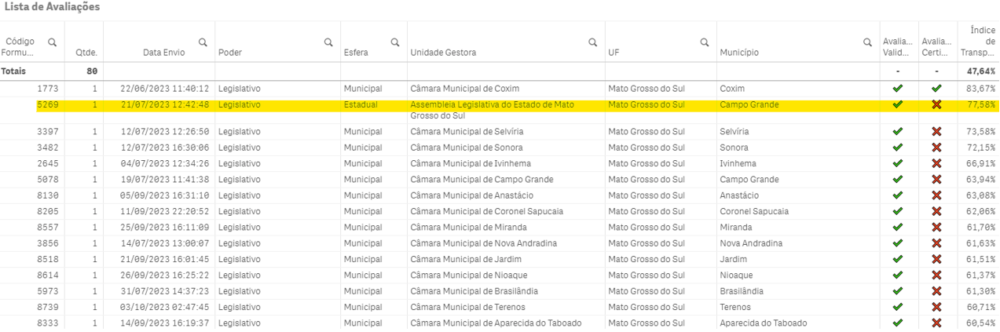 Lista de Avaliações
Código Formu... Qtde. Data Envio Poder Esfera Unidade Gestora UF Município Avalia... Valid... Avalia... Certi... Índice de Transp...
Totais 80 - - 47,64%
1773 1 22/06/2023 11:40:12 Legislativo Municipal Câmara Municipal de Coxim Mato Grosso do Sul Coxim 83,67%
5269 1 21/07/2023 12:42:48 Legislativo Estadual Assembleia Legislativa do Estado de Mato Grosso do Sul Mato Grosso do Sul Campo Grande 77,58%
3397 1 12/07/2023 12:26:50 Legislativo Municipal Câmara Municipal de Selvíria Mato Grosso do Sul Selvíria 73,58%
3482 1 12/07/2023 16:30:06 Legislativo Municipal Câmara Municipal de Sonora Mato Grosso do Sul Sonora 72,15%
2645 1 04/07/2023 12:34:26 Legislativo Municipal Câmara Municipal de Ivinhema Mato Grosso do Sul Ivinhema 66,91%
5078 1 19/07/2023 11:41:38 Legislativo Municipal Câmara Municipal de Campo Grande Mato Grosso do Sul Campo Grande 63,94%
8130 1 05/09/2023 16:31:10 Legislativo Municipal Câmara Municipal de Anastácio Mato Grosso do Sul Anastácio 63,08%
8205 1 11/09/2023 22:20:52 Legislativo Municipal Câmara Municipal de Coronel Sapucaia Mato Grosso do Sul Coronel Sapucaia 62,06%
8557 1 25/09/2023 16:11:09 Legislativo Municipal Câmara Municipal de Miranda Mato Grosso do Sul Miranda 61,70%
3856 1 14/07/2023 13:00:07 Legislativo Municipal Câmara Municipal de Nova Andradina Mato Grosso do Sul Nova Andradina 61,63%
8518 1 21/09/2023 16:01:45 Legislativo Municipal Câmara Municipal de Jardim Mato Grosso do Sul Jardim 61,51%
8614 1 26/09/2023 16:25:22 Legislativo Municipal Câmara Municipal de Nioaque Mato Grosso do Sul Nioaque 61,37%
5973 1 31/07/2023 14:37:23 Legislativo Municipal Câmara Municipal de Brasilândia Mato Grosso do Sul Brasilândia 61,30%
8739 1 03/10/2023 02:47:45 Legislativo Municipal Câmara Municipal de Terenos Mato Grosso do Sul Terenos 60,71%
8333 1 14/09/2023 16:19:37 Legislativo Municipal Câmara Municipal de Aparecida do Taboado Mato Grosso do Sul Aparecida do Taboado 60,54%